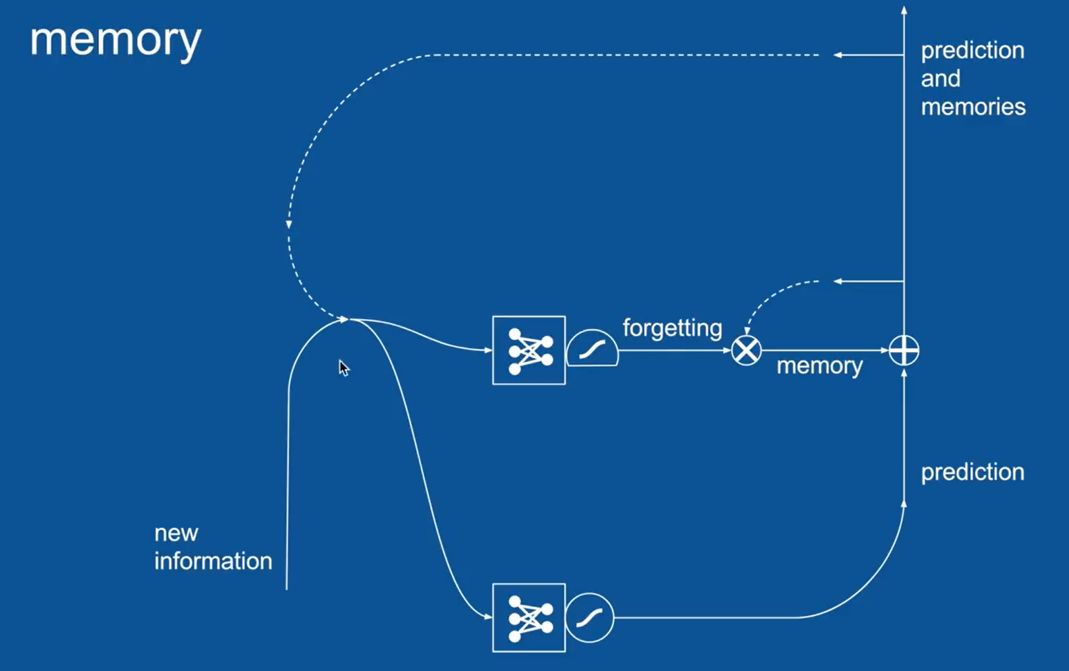 memory
prediction
and
memories
forgetting
memory
prediction
new
information